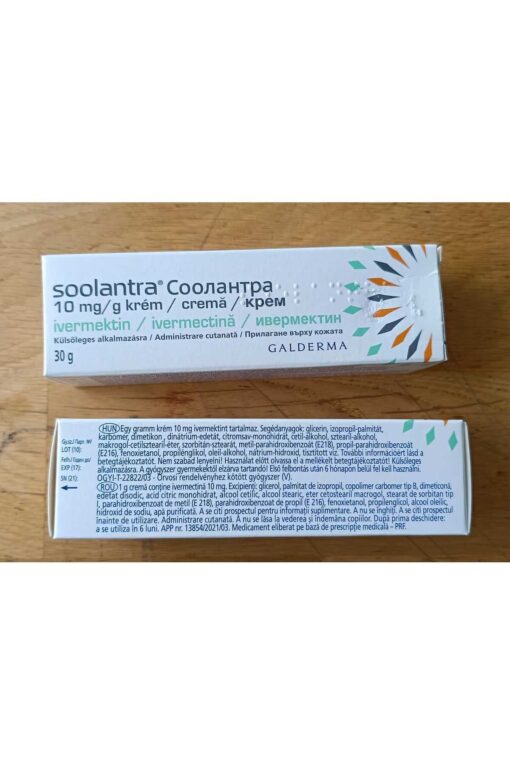 soolantra® Соолантра
10 mg/g krém / cremă / крем
ivermektin / ivermectină / ивермектин
Külsőleges alkalmazásra / Administrare cutanată / Прилагане върху кожата
30 g
GALDERMA
(HUN) Egy gramm krém 10 mg ivermektint tartalmaz. Segédanyagok: glicerin, izopropil-palmitát,
karbomer, dimetikon, dinátrium-edetát, citromsav-monohidrát, cetil-alkohol, sztearil-alkohol,
makrogol-cetilsztearil-éter, szorbitán-sztearát, metil-parahidroxibenzoát (E218), propil-parahidroxibenzoát
(E216), fenoxietanol, propilénglikol, oleil-alkohol, nátrium-hidroxid, tisztított víz. További információért lásd a
betegtájékoztatót. Nem szabad lenyelni! Használat előtt olvassa el a mellékelt betegtájékoztatót! Külsőleges
alkalmazásra. A gyógyszer gyermekektől elzárva tartandó! Első felbontás után 6 hónapon belül fel kell használni.
OGYI-T-22822/03 - Orvosi rendelvényhez kötött gyógyszer (V).
(ROU) 1 g cremă conține ivermectină 10 mg. Excipienți: glicerol, palmitat de izopropil, copolimer carbomer tip B, dimeticonă,
edetat disodic, acid citric monohidrat, alcool cetilic, alcool stearic, eter cetostearil macrogol, stearat de sorbitan tip
I, parahidroxibenzoat de metil (E 218), parahidroxibenzoat de propil (E 216), fenoxietanol, propilenglicol, alcool oleilic,
hidroxid de sodiu, apă purificată. A se citi prospectul pentru informații suplimentare. A nu se înghiți. A se citi prospectul
înainte de utilizare. Administrare cutanată. A nu se lăsa la vederea și îndemâna copiilor. După prima deschidere:
a se utiliza în 6 luni. APP nr. 13854/2021/03. Medicament eliberat pe bază de prescripție medicală – PRF.
LOT (10):
EXP (17):
SN (21):